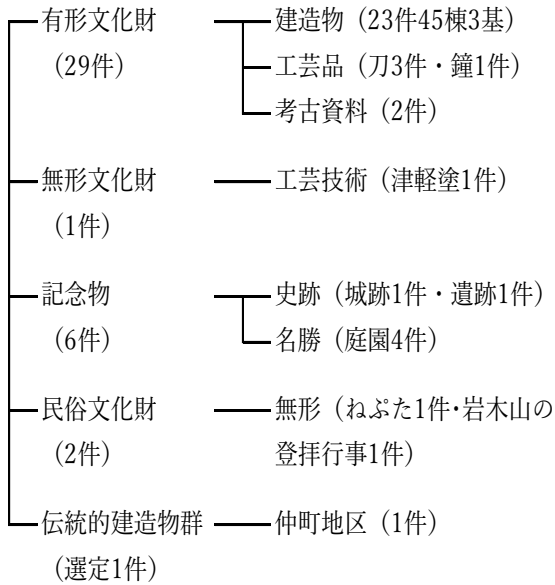 有形文化財 建造物（23件45棟3基）
（29件） 工芸品（刀3件・鐘1件）
考古資料（2件）
無形文化財 工芸技術（津軽塗1件）
（1件）
記念物 史跡（城跡1件・遺跡1件）
（6件） 名勝（庭園4件）
民俗文化財 無形（ねぷた1件・岩木山の
（2件） 登拝行事1件）
伝統的建造物群 仲町地区（1件）
（選定1件）